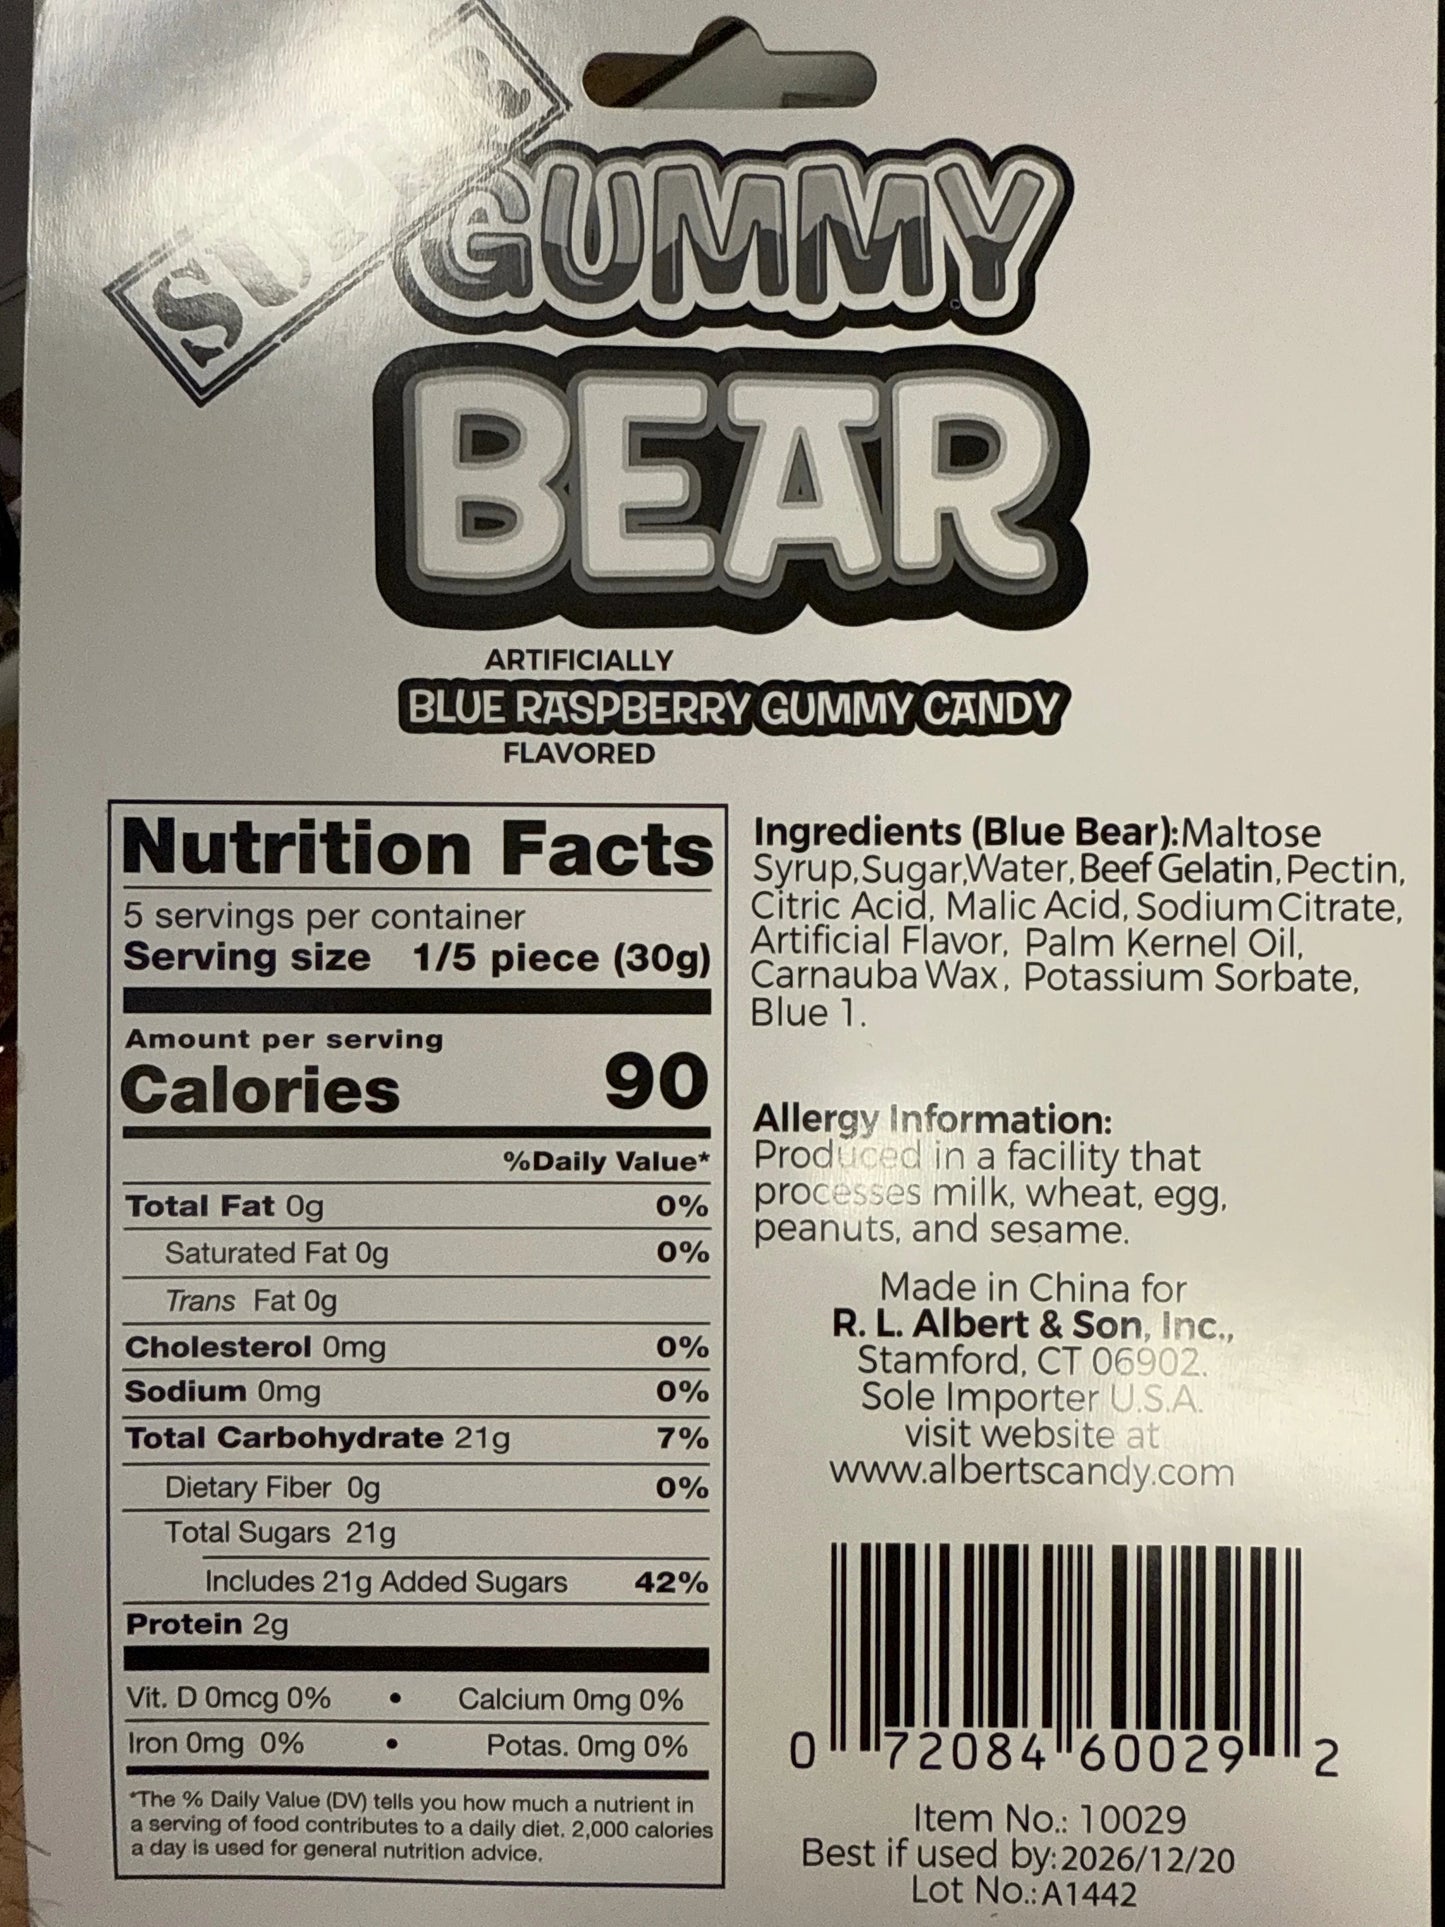 SUPER
GUMMY
BEAR
ARTIFICIALLY
BLUE RASPBERRY GUMMY CANDY
FLAVORED
Nutrition Facts
5 servings per container
Serving size 1/5 piece (30g)
Amount per serving
Calories 90
%Daily Value*
Total Fat 0g 0%
Saturated Fat 0g 0%
Trans Fat 0g
Cholesterol 0mg 0%
Sodium 0mg 0%
Total Carbohydrate 21g 7%
Dietary Fiber 0g 0%
Total Sugars 21g
Includes 21g Added Sugars 42%
Protein 2g
Vit. D 0mcg 0% • Calcium 0mg 0%
Iron 0mg 0% • Potas. 0mg 0%
*The % Daily Value (DV) tells you how much a nutrient in
a serving of food contributes to a daily diet. 2,000 calories
a day is used for general nutrition advice.
Ingredients (Blue Bear):Maltose
Syrup,Sugar,Water,Beef Gelatin,Pectin,
Citric Acid, Malic Acid, Sodium Citrate,
Artificial Flavor, Palm Kernel Oil,
Carnauba Wax, Potassium Sorbate,
Blue 1.
Allergy Information:
Produced in a facility that
processes milk, wheat, egg,
peanuts, and sesame.
Made in China for
R. L. Albert & Son, Inc.,
Stamford, CT 06902.
Sole Importer U.S.A.
visit website at
www.albertscandy.com
0 72084 60029 2
Item No.: 10029
Best if used by:2026/12/20
Lot No.:A1442